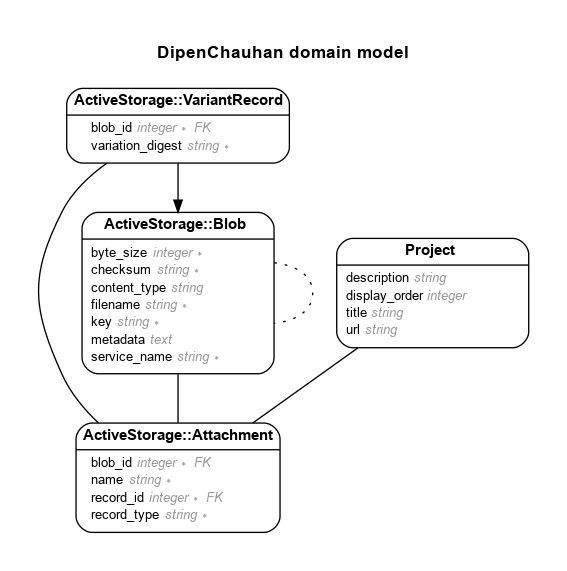 DipenChauhan domain model
ActiveStorage::VariantRecord
blob_id integer ∗ FK
variation_digest string ∗
ActiveStorage::Blob
byte_size integer ∗
checksum string ∗
content_type string
filename string ∗
key string ∗
metadata text
service_name string ∗
Project
description string
display_order integer
title string
url string
ActiveStorage::Attachment
blob_id integer ∗ FK
name string ∗
record_id integer ∗ FK
record_type string ∗